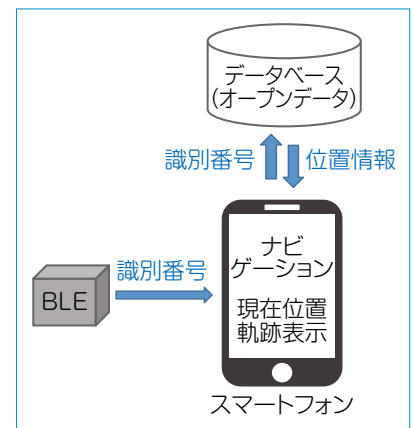 データベース
(オープンデータ)
識別番号
位置情報
識別番号
BLE
ナビ
ゲーション
現在位置
軌跡表示
スマートフォン